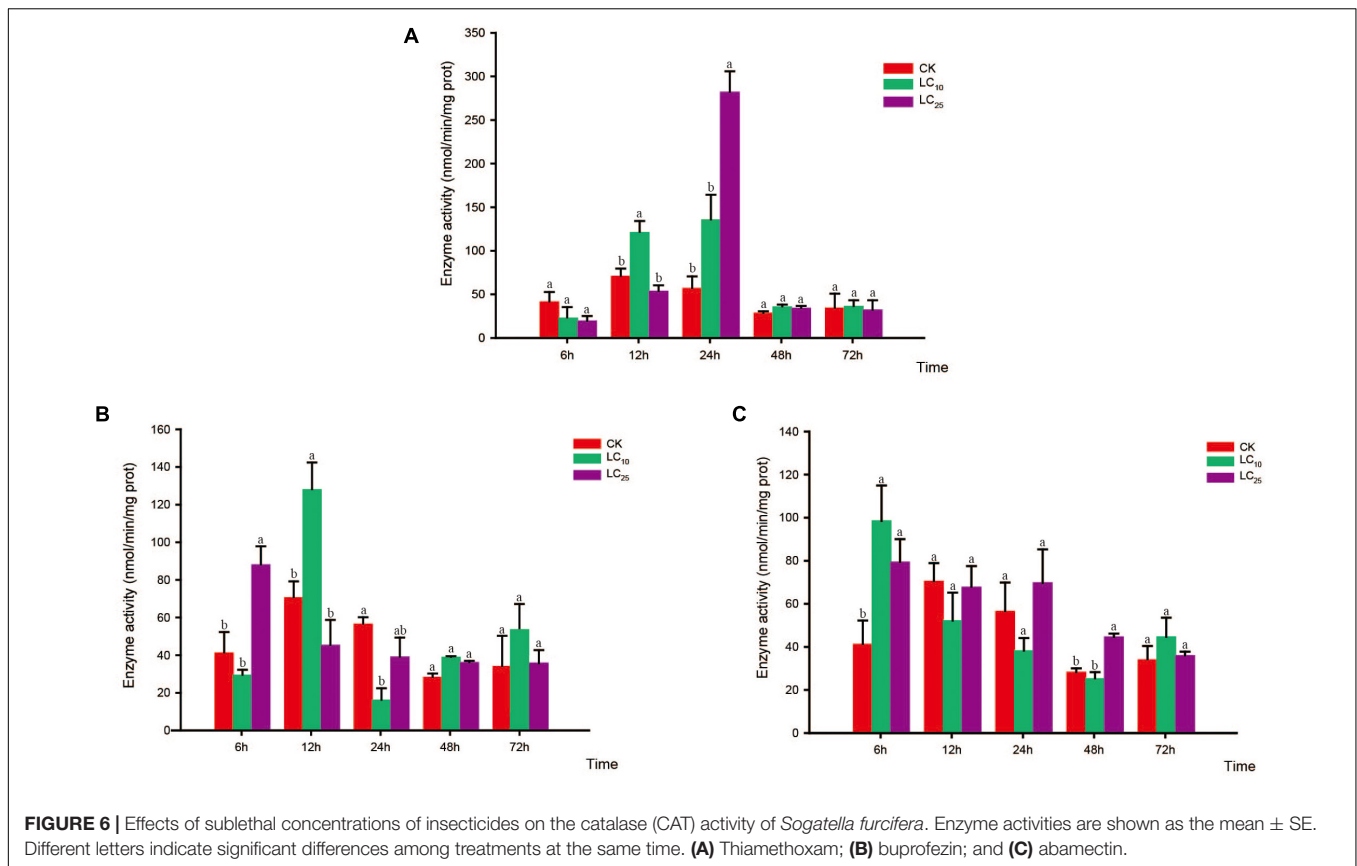 A
Enzyme activity (nmol/min/mg prot)
350
300
250
200
150
100
50
0
CK
LC10
LC25
a a a
b a b
b b a
a a a
a a a
6h 12h 24h 48h 72h
Time
B
Enzyme activity (nmol/min/mg prot)
160
140
120
100
80
60
40
20
0
CK
LC10
LC25
b b a
b a b
a b ab
a a a
a a a
6h 12h 24h 48h 72h
Time
C
Enzyme activity (nmol/min/mg prot)
140
120
100
80
60
40
20
0
CK
LC10
LC25
b a a
a a a
a a a
b b a
a a a
6h 12h 24h 48h 72h
Time
FIGURE 6 | Effects of sublethal concentrations of insecticides on the catalase (CAT) activity of Sogatella furcifera. Enzyme activities are shown as the mean ± SE.
Different letters indicate significant differences among treatments at the same time. (A) Thiamethoxam; (B) buprofezin; and (C) abamectin.